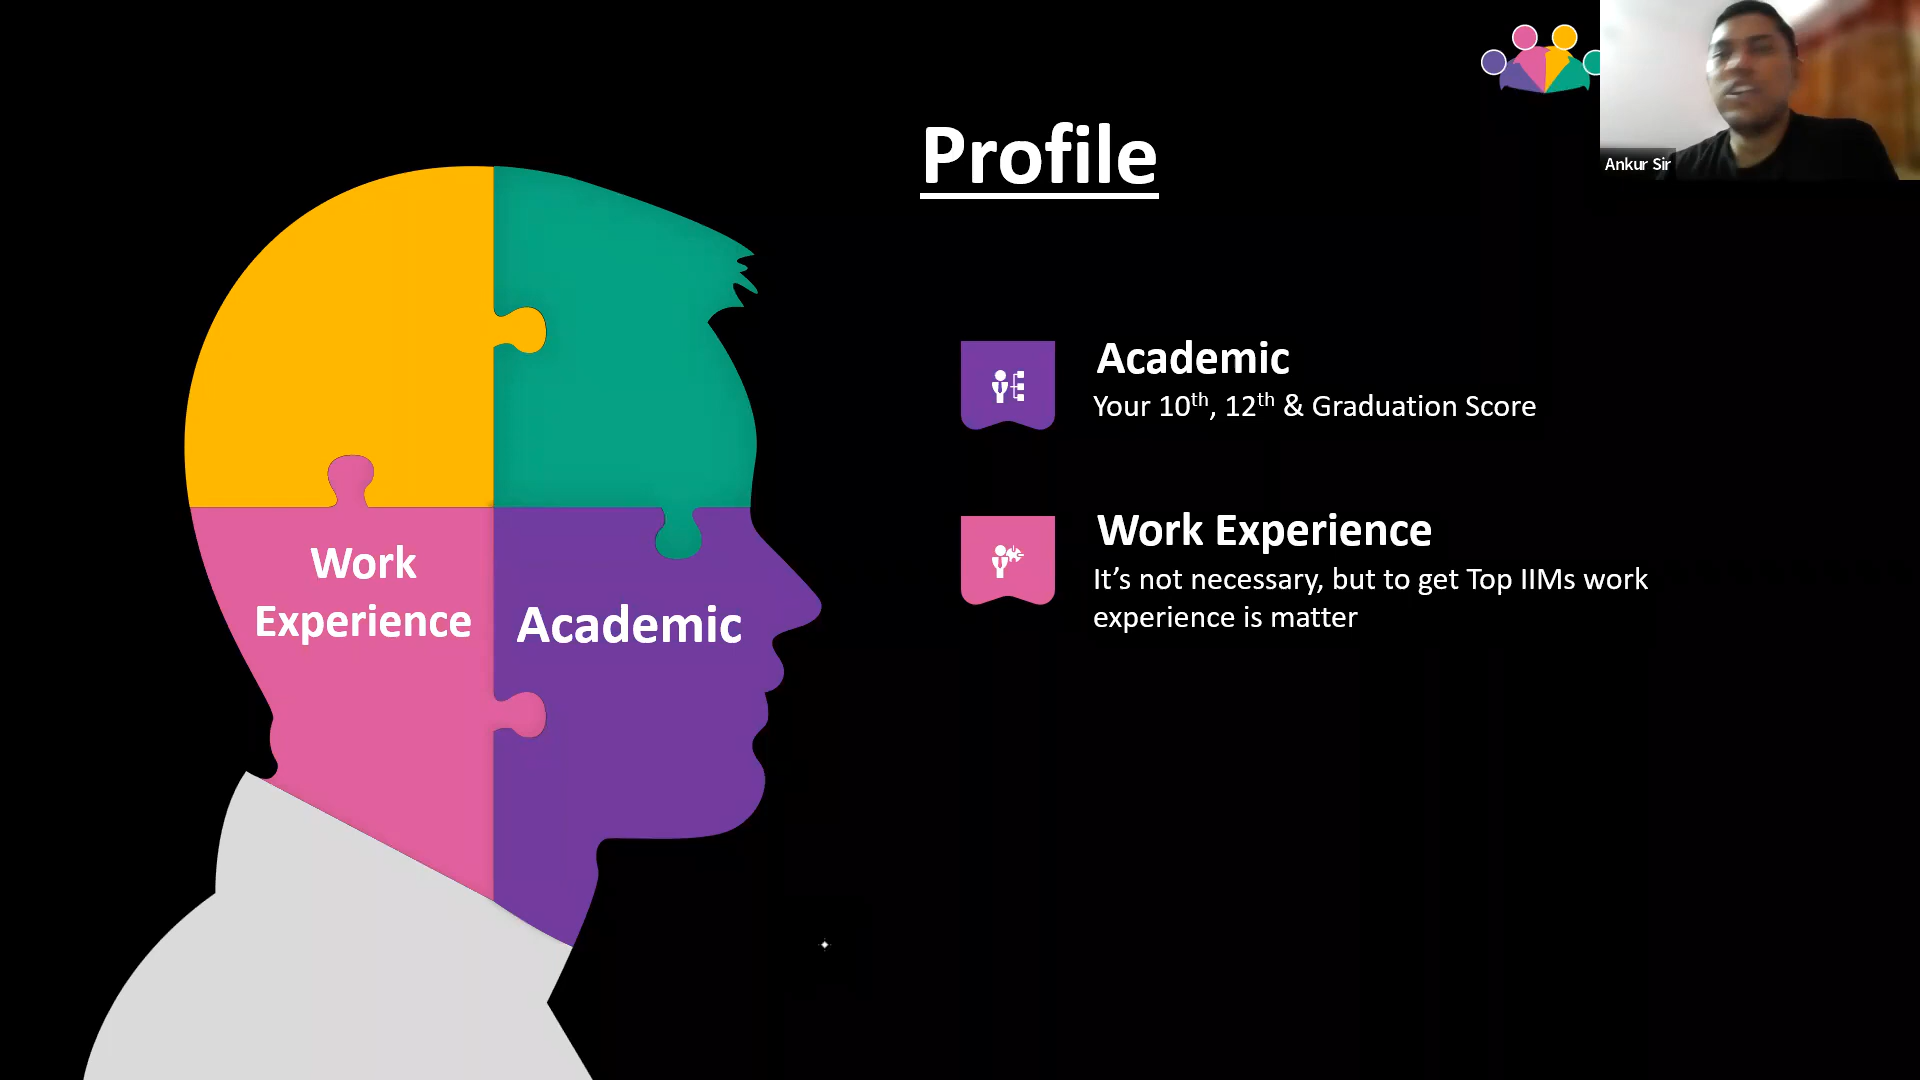 Profile
Ankur Sir
Academic
Your 10th, 12th & Graduation Score
Work Experience
It’s not necessary, but to get Top IIMs work
experience is matter
Work
Experience
Academic